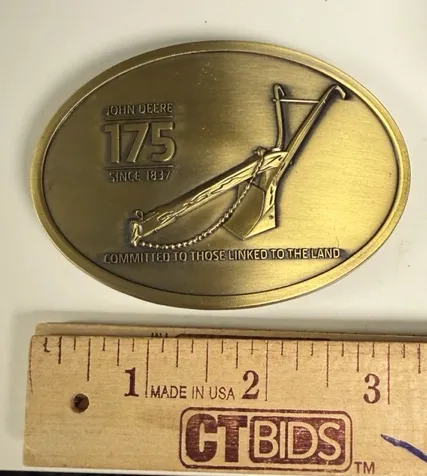 JOHN DEERE
175
SINCE 1837
COMMITTED TO THOSE LINKED TO THE LAND
1 MADE IN USA 2 3
CTBIDS
TM